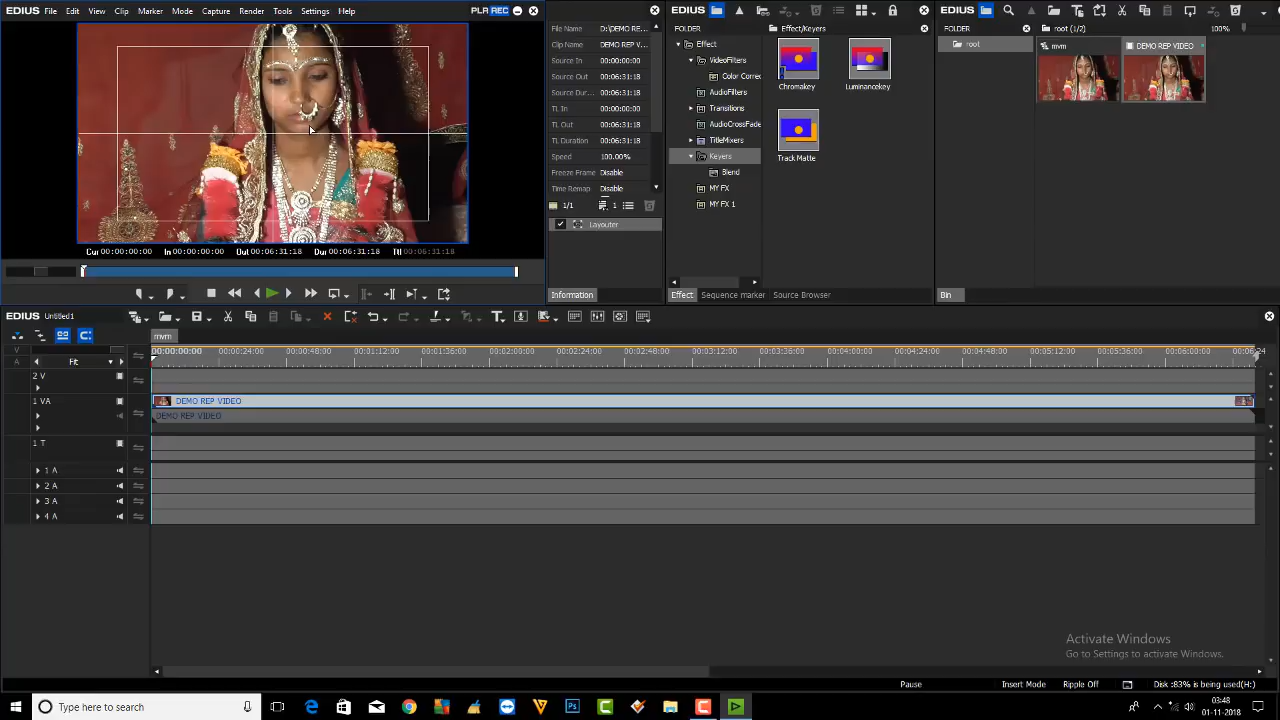 EDIUS File Edit View Clip Marker Mode Capture Render Tools Settings Help PLR REC
Cur 00:00:00:00 In 00:00:00:00 Out 00:06:31:18 Dur 00:06:31:18 Ttl 00:06:31:18
File Name D:\DEMO RE...
Clip Name DEMO REP V...
Source In 00:00:00:00
Source Out 00:06:31:18
Source Dur... 00:06:31:18
TL In 00:00:00:00
TL Out 00:06:31:18
TL Duration 00:06:31:18
Speed 100.00%
Freeze Frame Disable
Time Remap Disable
1/1
Layouter
Information
EDIUS
Effect
VideoFilters
Color Correc
AudioFilters
Transitions
AudioCrossFade
TitleMixers
Keyers
Blend
MY FX
MY FX 1
Effect/Keyers
Chromakey
Luminancekey
Track Matte
Effect Sequence marker Source Browser
EDIUS
FOLDER
root
root (1/2) 100%
mvm
DEMO REP VIDEO
Bin
EDIUS Untitled1
mvm
V
A
Fit
00:00:00:00 00:00:24:00 00:00:48:00 00:01:12:00 00:01:36:00 00:02:00:00 00:02:24:00 00:02:48:00 00:03:12:00 00:03:36:00 00:04:00:00 00:04:24:00 00:04:48:00 00:05:12:00 00:05:36:00 00:06:00:00 00:06:24
2 V
1 VA
DEMO REP VIDEO
DEMO REP VIDEO
1 T
1 A
2 A
3 A
4 A
Activate Windows
Go to Settings to activate Windows.
Pause Insert Mode Ripple Off Disk :83% is being used(H:)
Type here to search
Ps
03:48
01-11-2018